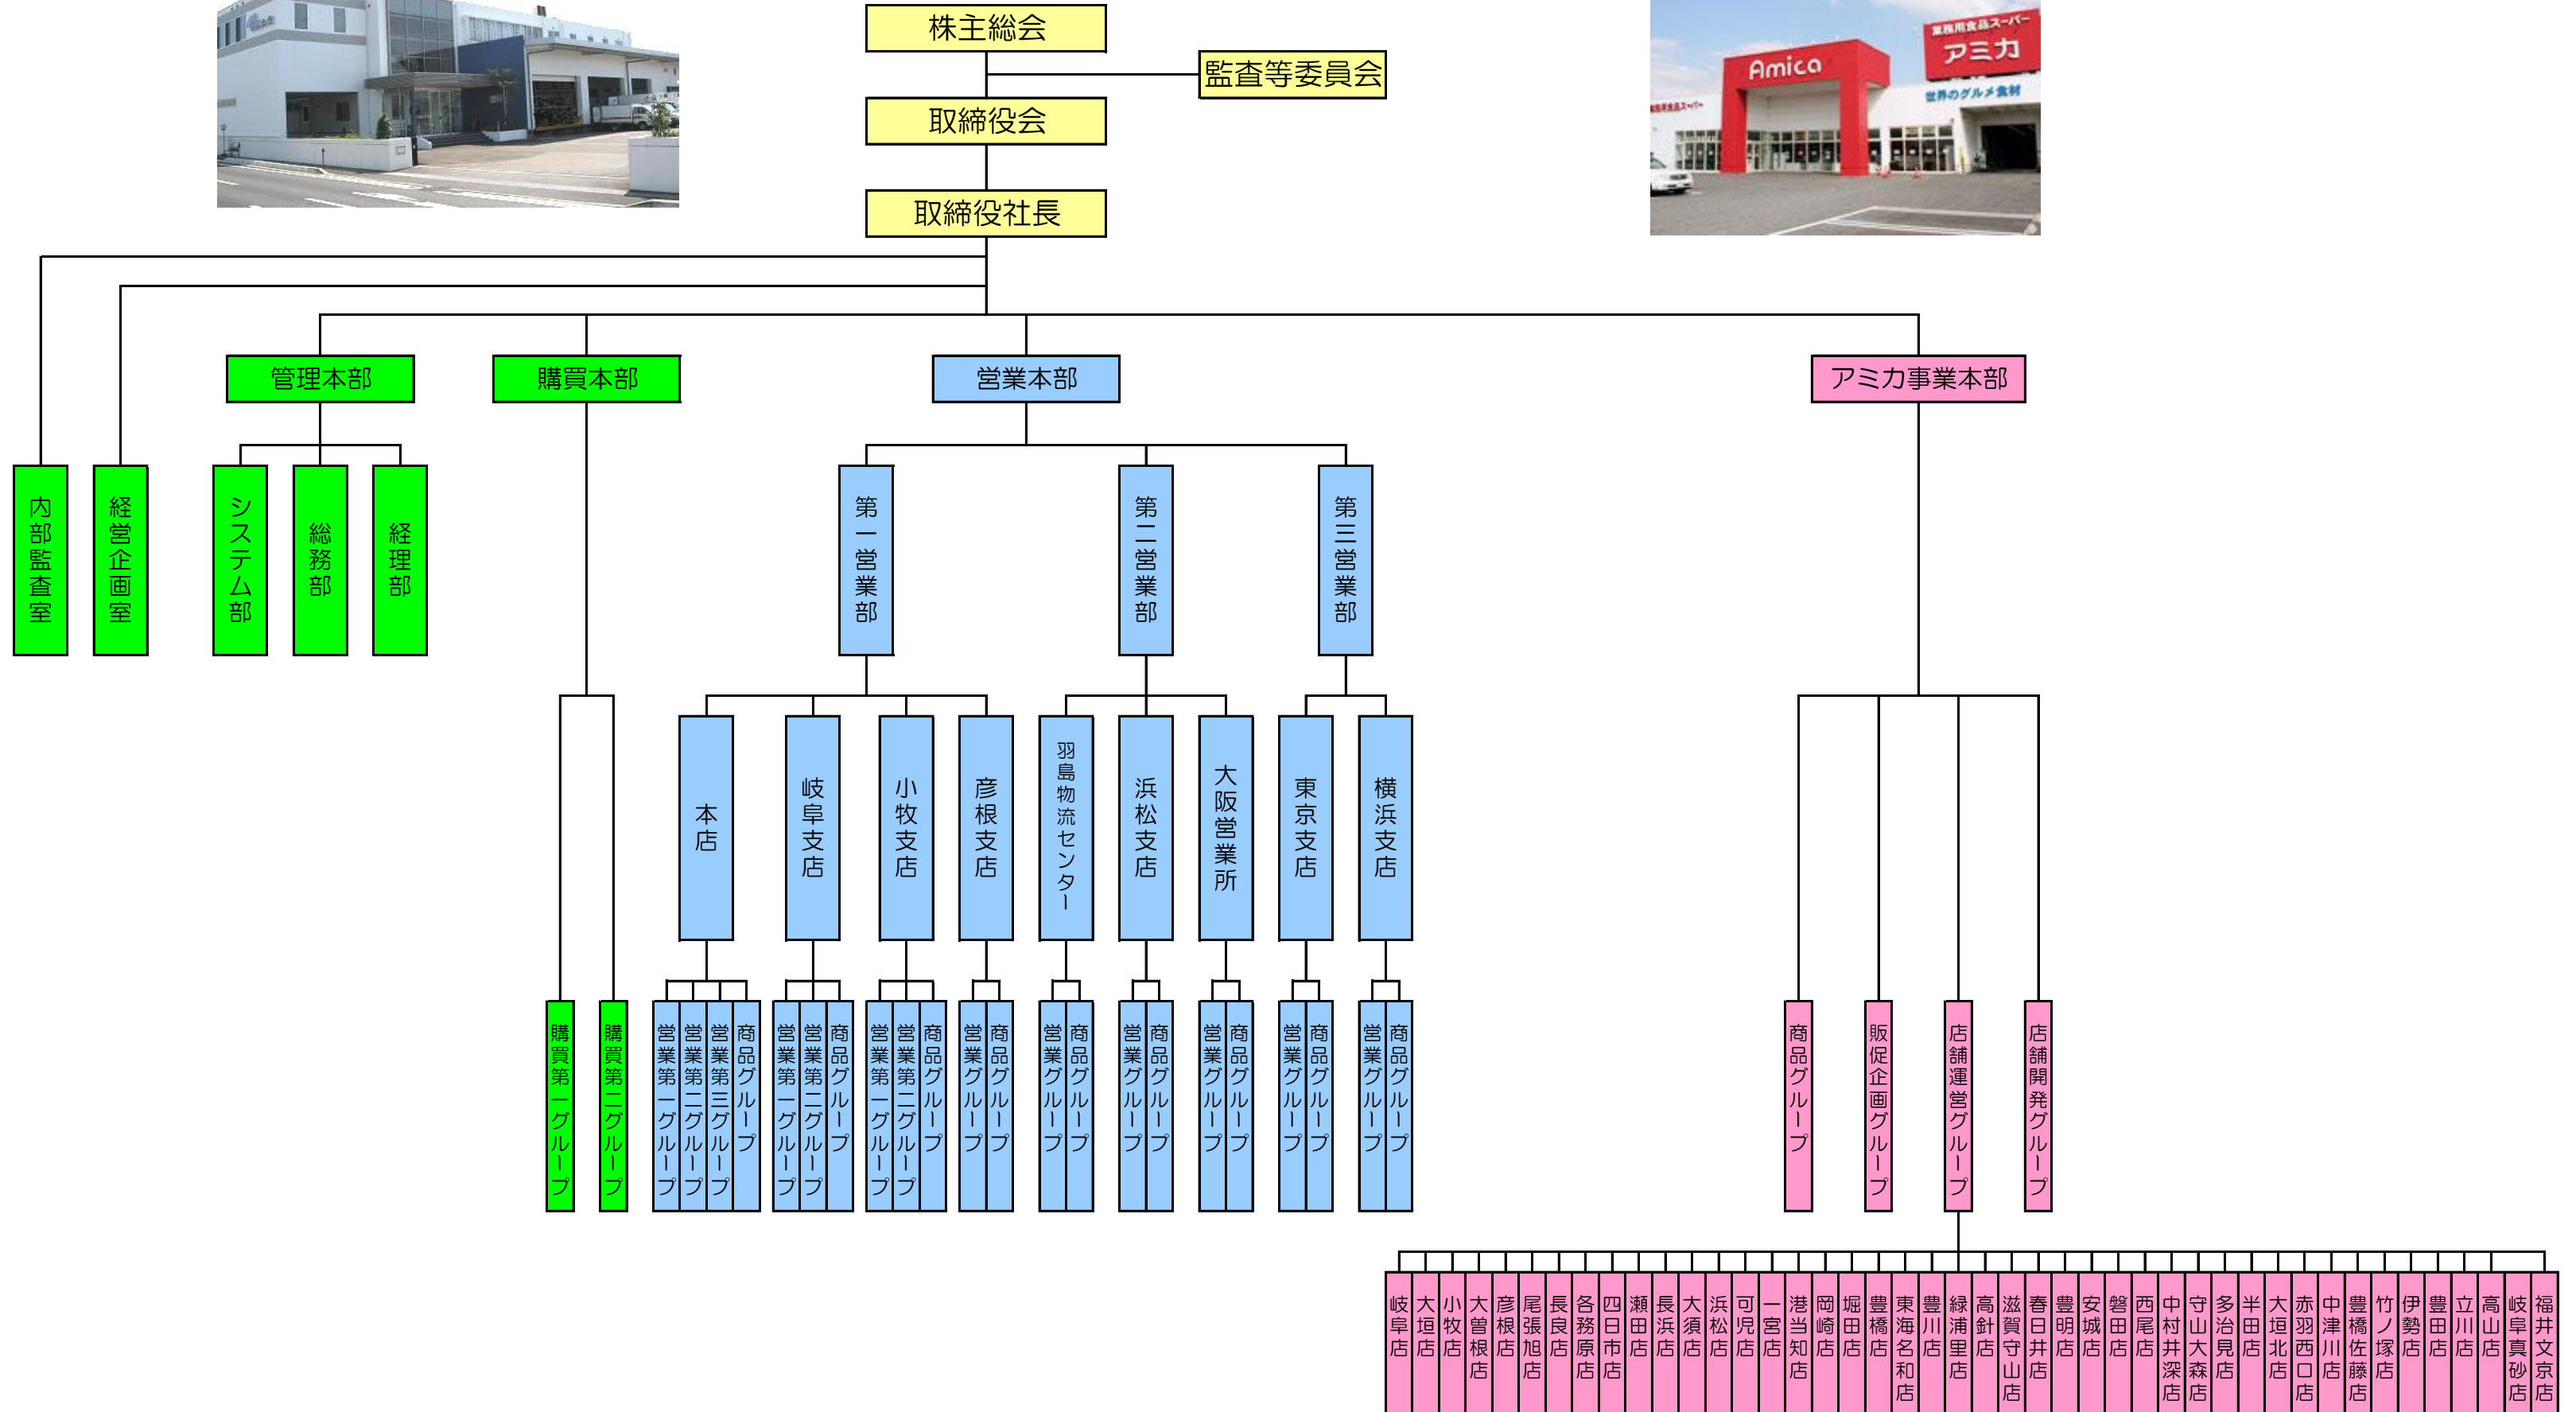 株主総会
監査等委員会
取締役会
取締役社長
Amica
業務用食品スーパー
アミカ
世界のグルメ食材
業務用食品スーパー
管理本部
購買本部
営業本部
アミカ事業本部
内部監査室
経営企画室
システム部
総務部
経理部
第一営業部
第二営業部
第三営業部
本店
岐阜支店
小牧支店
彦根支店
羽島物流センター
浜松支店
大阪営業所
東京支店
横浜支店
購買第一グループ
購買第二グループ
営業第一グループ
営業第二グループ
営業第三グループ
商品グループ
営業第一グループ
営業第二グループ
商品グループ
営業第一グループ
営業第二グループ
商品グループ
営業グループ
商品グループ
営業グループ
商品グループ
営業グループ
商品グループ
営業グループ
商品グループ
営業グループ
商品グループ
営業グループ
商品グループ
商品グループ
販促企画グループ
店舗運営グループ
店舗開発グループ
岐阜店
大垣店
小牧店
大曽根店
彦根店
尾張旭店
長良店
各務原店
四日市店
瀬田店
長浜店
大須店
浜松店
可児店
一宮店
港当知店
岡崎店
堀田店
豊橋店
東海名和店
豊川店
緑浦里店
高針店
滋賀守山店
春日井店
豊明店
安城店
磐田店
西尾店
中村井深店
守山大森店
多治見店
半田店
大垣北店
赤羽西口店
中津川店
豊橋佐藤店
竹ノ塚店
伊勢店
豊田店
立川店
高山店
岐阜真砂店
福井文京店